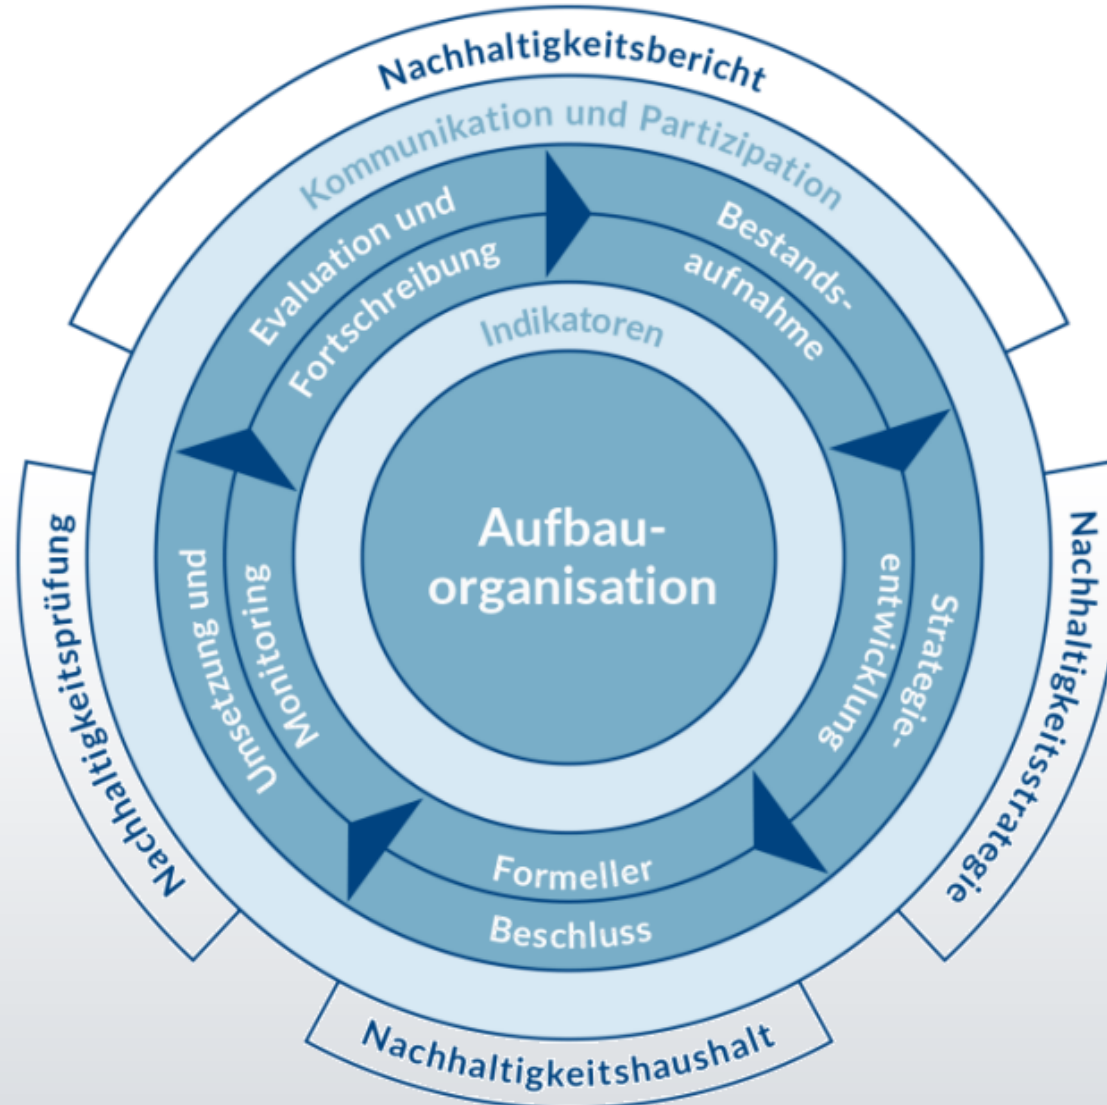 Nachhaltigkeitsbericht
Kommunikation und Partizipation
Evaluation und
Fortschreibung
Bestands-
aufnahme
Indikatoren
Aufbau-
organisation
Umsetzung und
Monitoring
Strategie-
entwicklung
Formeller
Beschluss
Nachhaltigkeitsprüfung
Nachhaltigkeitsstrategie
Nachhaltigkeitshaushalt